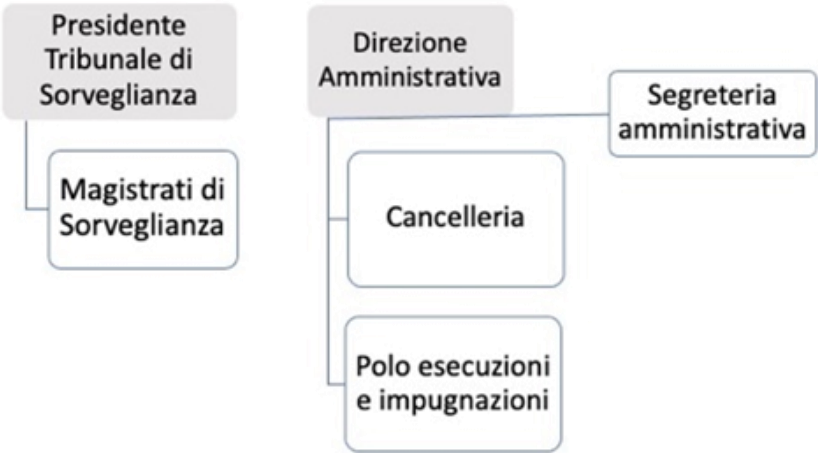 Presidente
Tribunale di
Sorveglianza
Magistrati di
Sorveglianza
Direzione
Amministrativa
Segreteria
amministrativa
Cancelleria
Polo esecuzioni
e impugnazioni